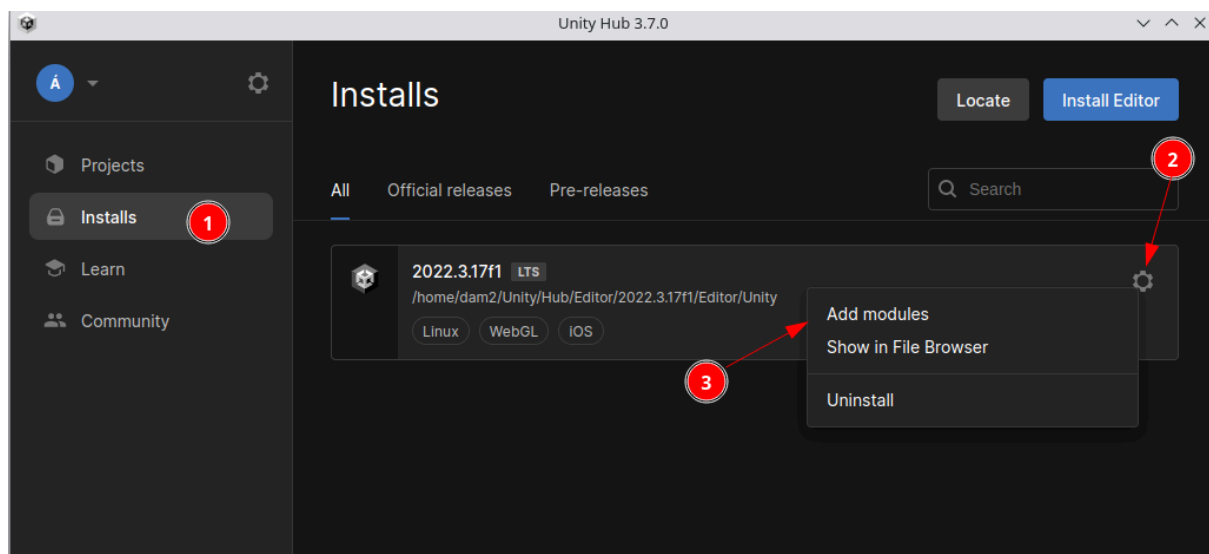 Unity Hub 3.7.0
Á
Installs
Locate
Install Editor
Projects
Installs
Learn
Community
1
2
All
Official releases
Pre-releases
Search
2022.3.17f1 LTS
/home/dam2/Unity/Hub/Editor/2022.3.17f1/Editor/Unity
Linux
WebGL
iOS
Add modules
Show in File Browser
Uninstall
3